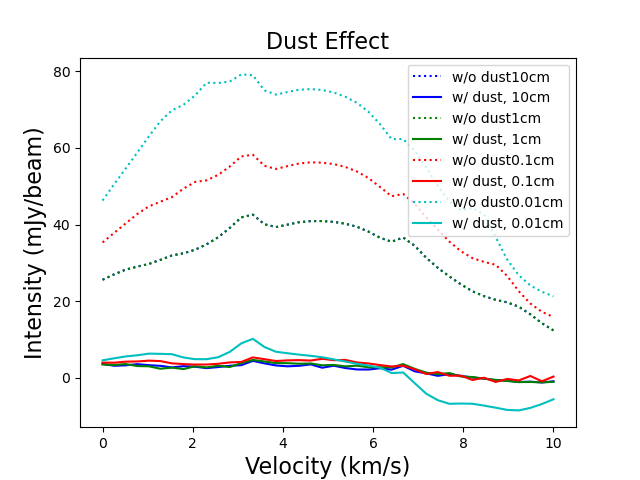 Dust Effect
Intensity (mJy/beam)
80
60
40
20
0
w/o dust10cm
w/ dust, 10cm
w/o dust1cm
w/ dust, 1cm
w/o dust0.1cm
w/ dust, 0.1cm
w/o dust0.01cm
w/ dust, 0.01cm
0 2 4 6 8 10
Velocity (km/s)